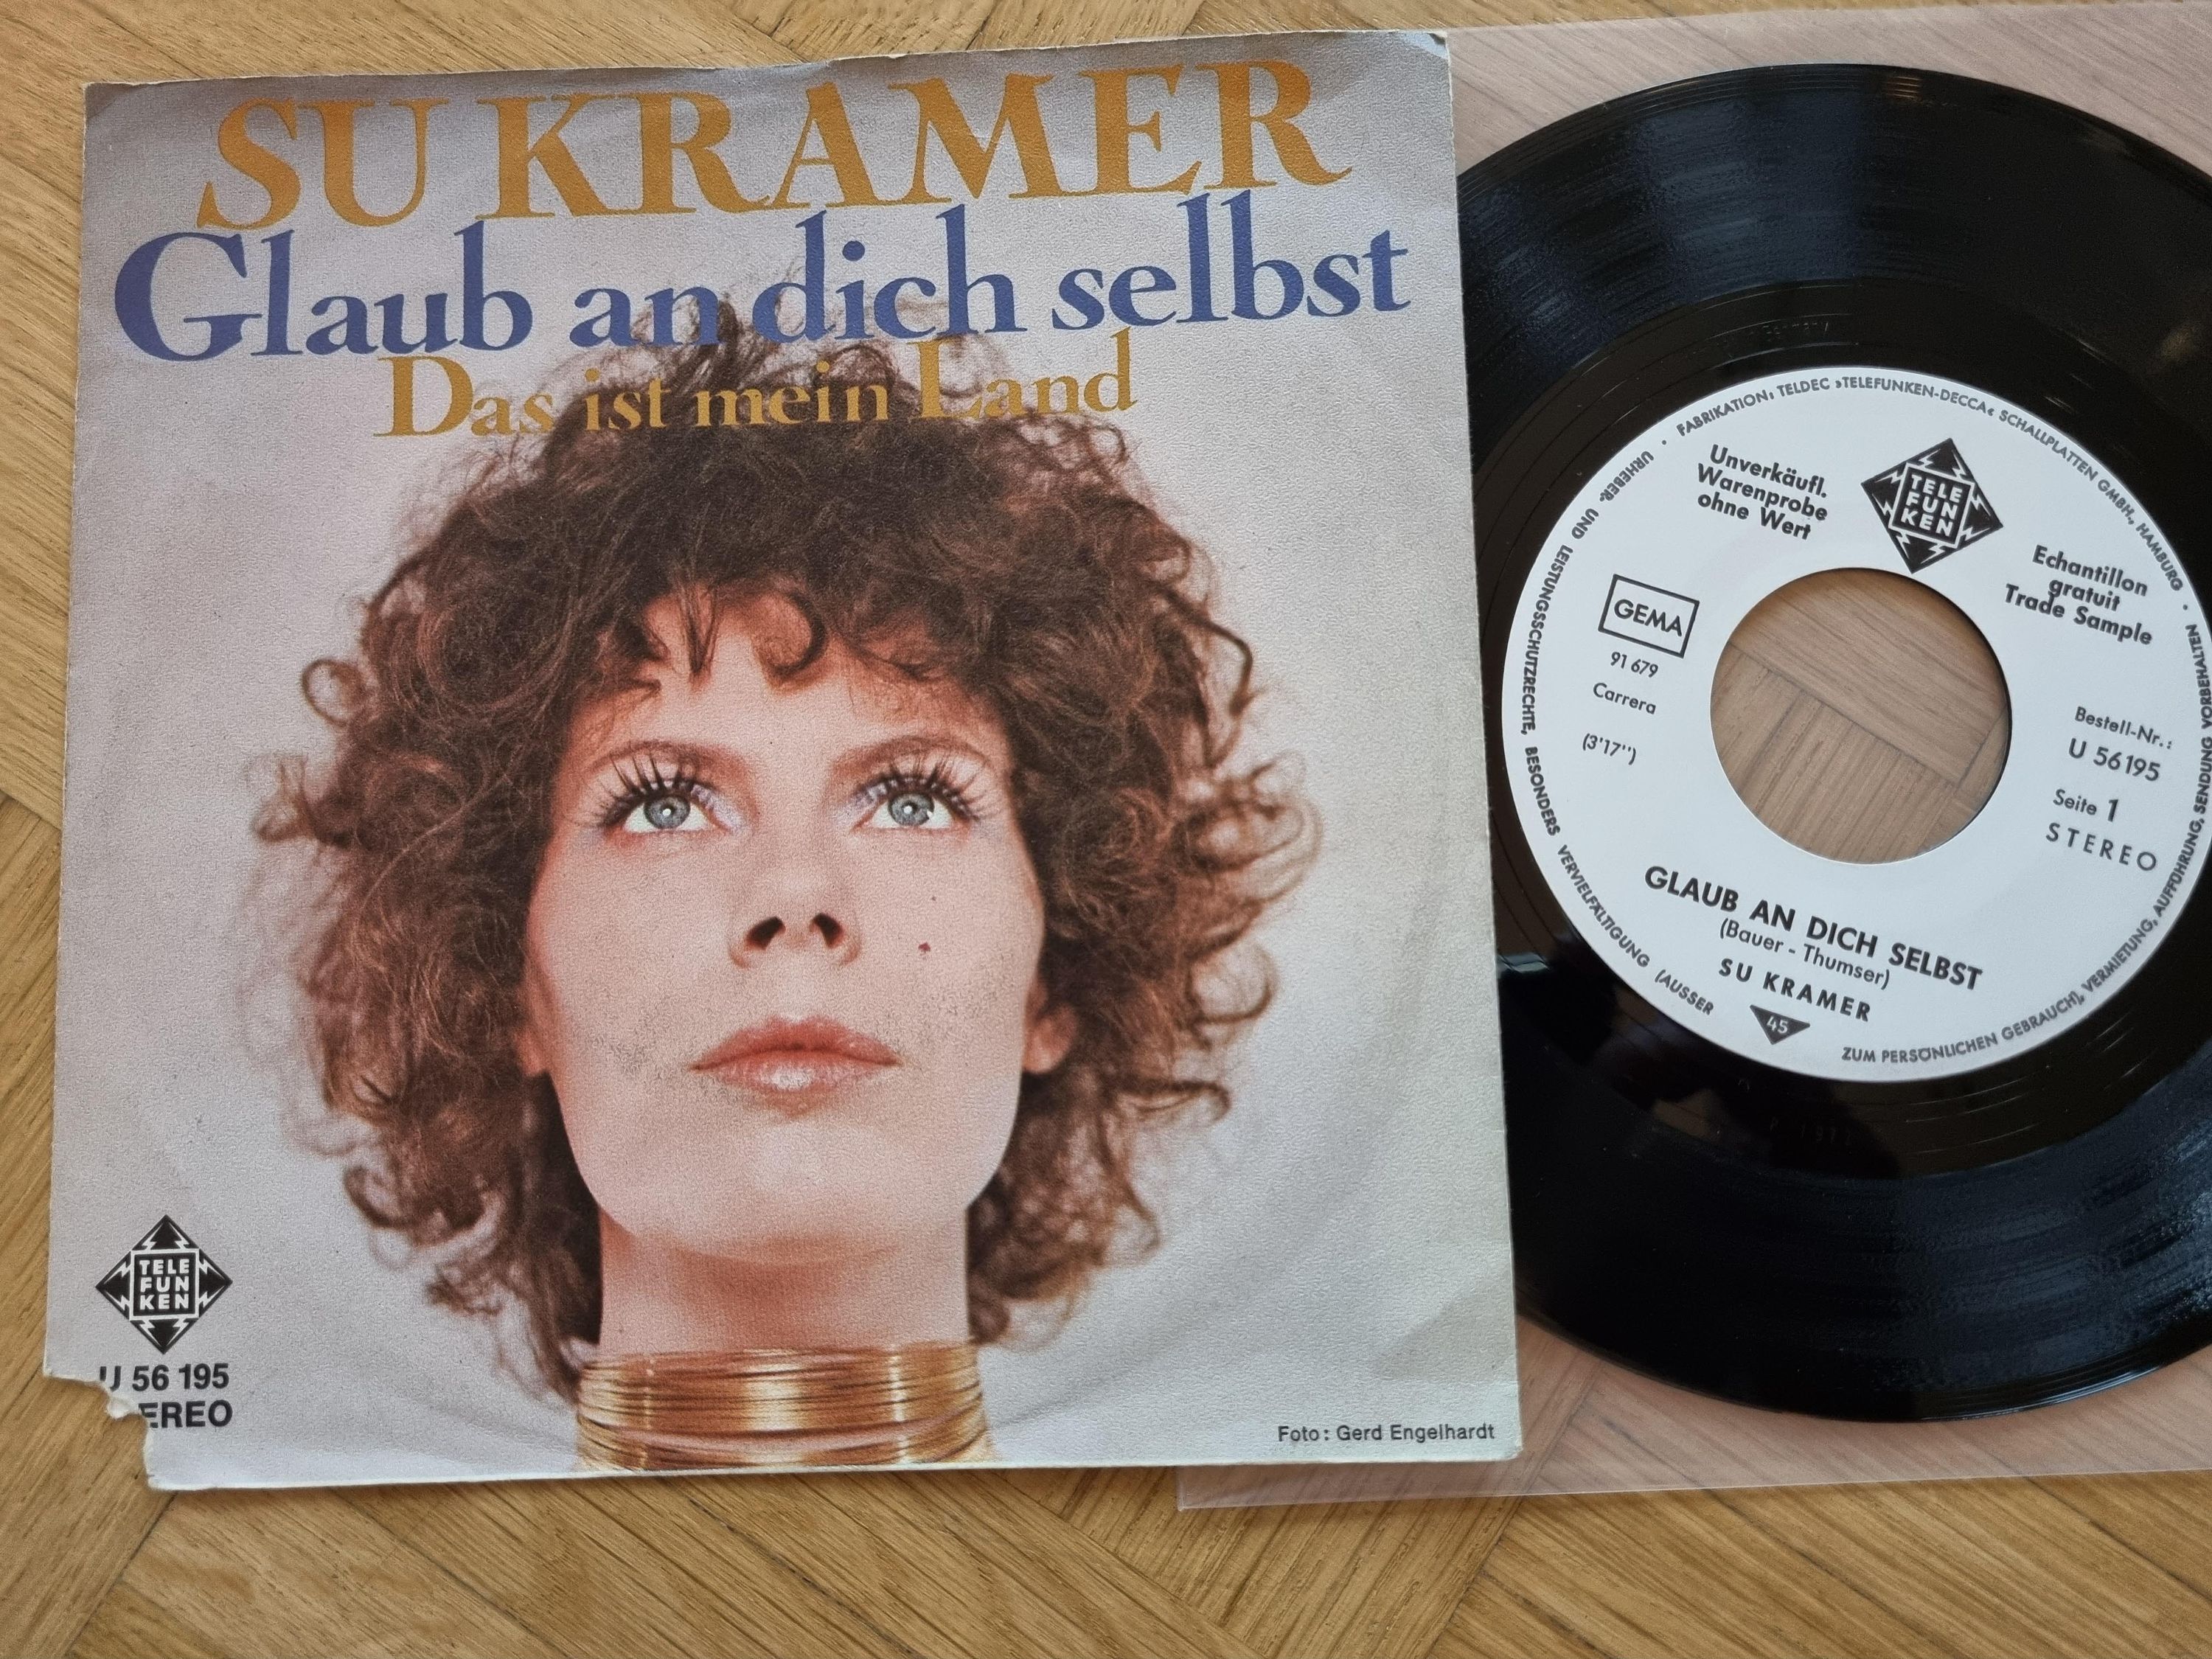 SU KRAMER
Glaub an dich selbst
Das ist mein Land
TELE
FUN
KEN
U 56 195
EREO
Foto: Gerd Engelhardt
FABRIKATION: TELDEC »TELEFUNKEN-DECCA« SCHALLPLATTEN GMBH., HAMBURG •
URHEBER- UND LEISTUNGSSCHUTZRECHTE, BESONDERS VERVIELFÄLTIGUNG (AUSSER
ZUM PERSÖNLICHEN GEBRAUCH), VERMIETUNG, AUFFÜHRUNG, SENDUNG VORBEHALTEN
Unverkäufl.
Warenprobe
ohne Wert
TELE
FUN
KEN
Echantillon
gratuit
Trade Sample
GEMA
91 679
Carrera
(3'17'')
Bestell-Nr.:
U 56195
Seite 1
STEREO
GLAUB AN DICH SELBST
(Bauer - Thumser)
SU KRAMER
45